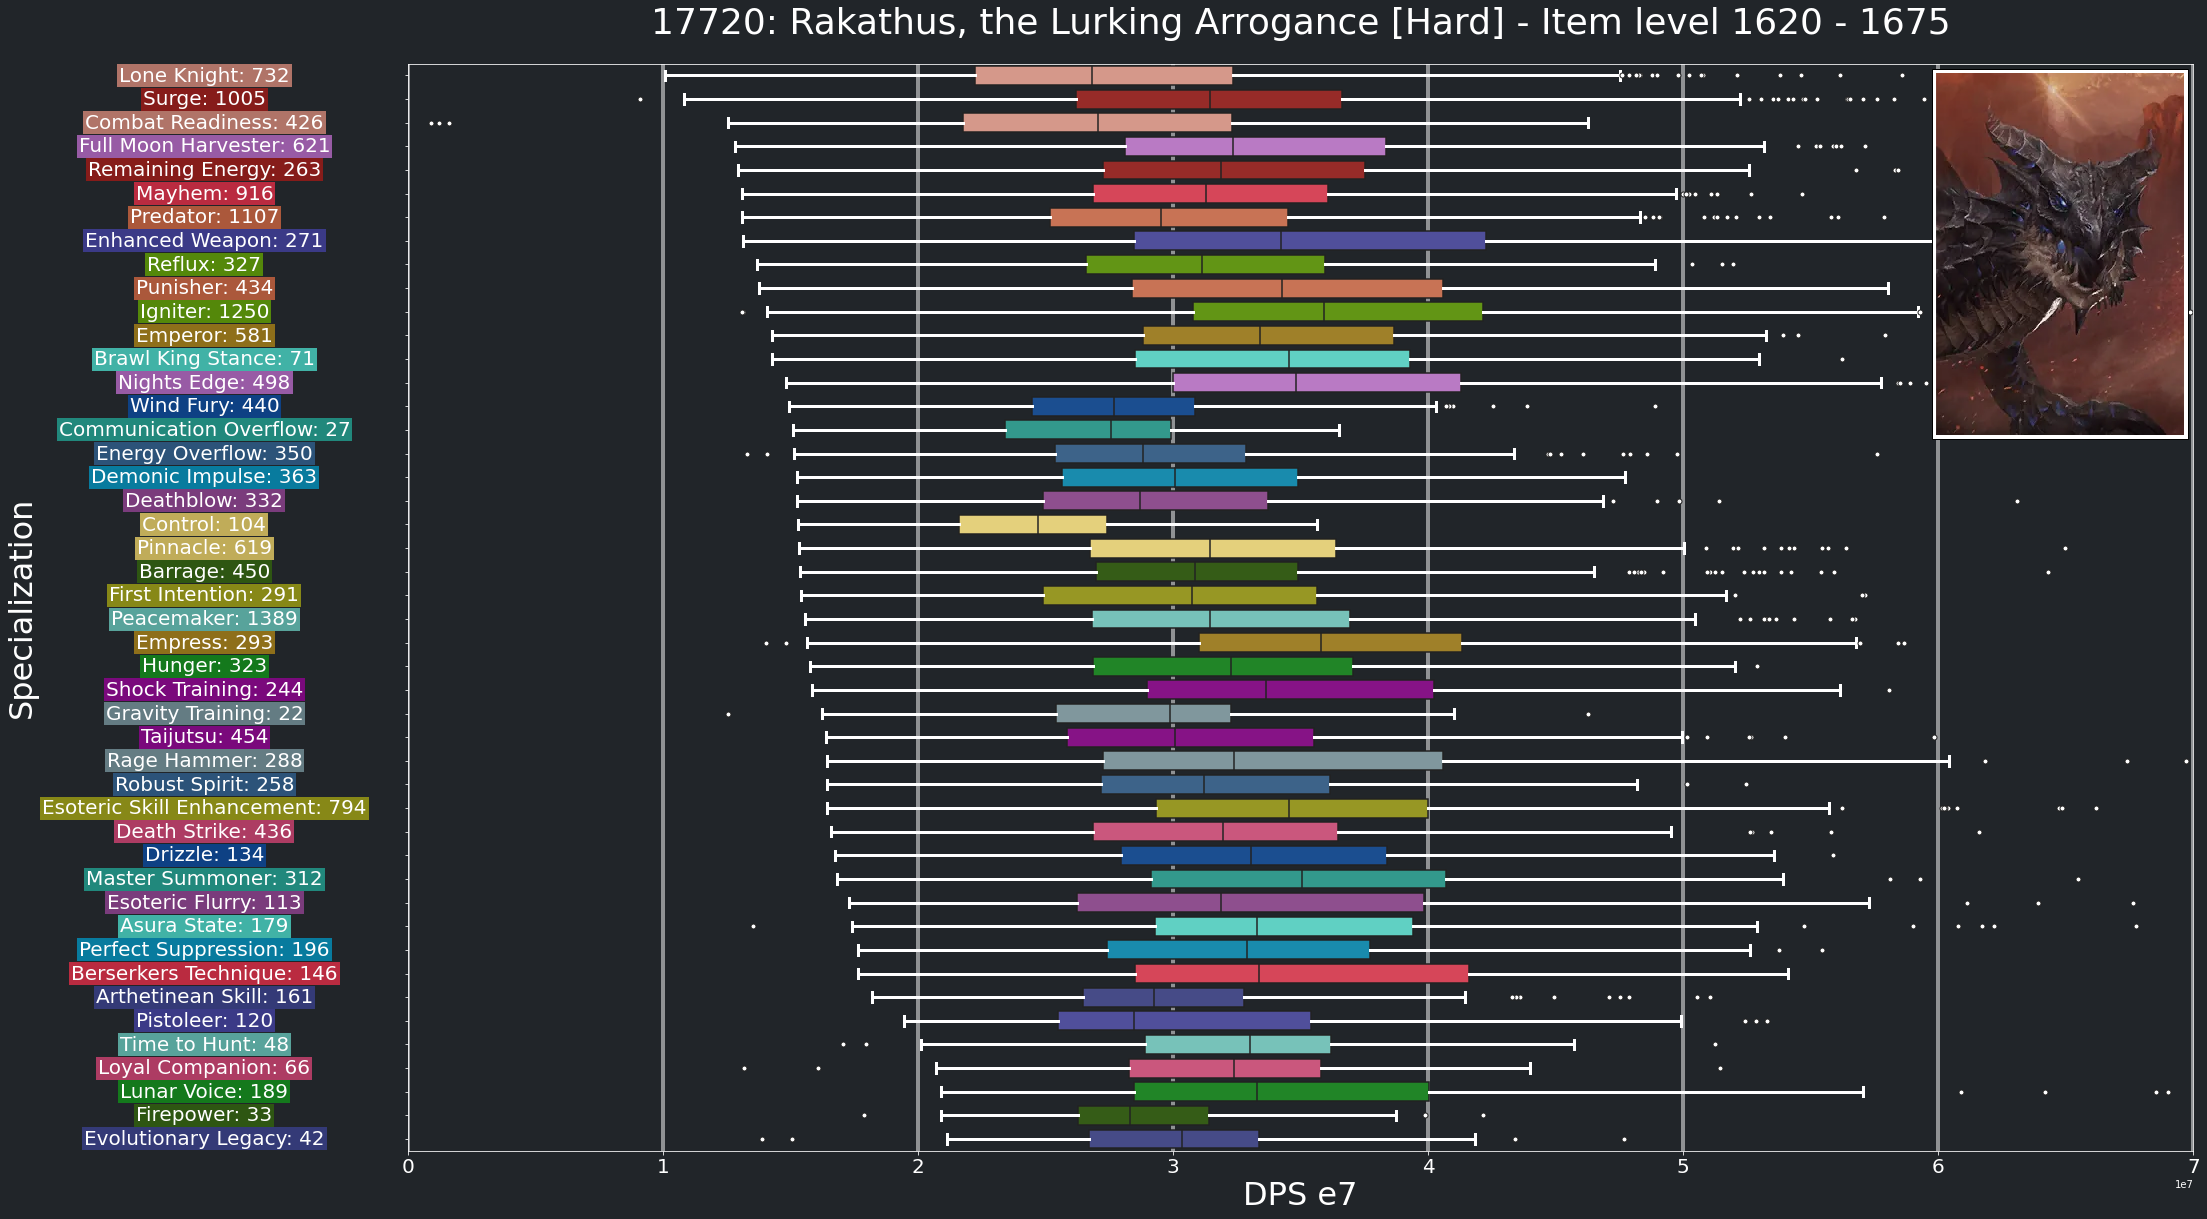 17720: Rakathus, the Lurking Arrogance [Hard] - Item level 1620 - 1675
Specialization
Lone Knight: 732
Surge: 1005
Combat Readiness: 426
Full Moon Harvester: 621
Remaining Energy: 263
Mayhem: 916
Predator: 1107
Enhanced Weapon: 271
Reflux: 327
Punisher: 434
Igniter: 1250
Emperor: 581
Brawl King Stance: 71
Nights Edge: 498
Wind Fury: 440
Communication Overflow: 27
Energy Overflow: 350
Demonic Impulse: 363
Deathblow: 332
Control: 104
Pinnacle: 619
Barrage: 450
First Intention: 291
Peacemaker: 1389
Empress: 293
Hunger: 323
Shock Training: 244
Gravity Training: 22
Taijutsu: 454
Rage Hammer: 288
Robust Spirit: 258
Esoteric Skill Enhancement: 794
Death Strike: 436
Drizzle: 134
Master Summoner: 312
Esoteric Flurry: 113
Asura State: 179
Perfect Suppression: 196
Berserkers Technique: 146
Arthetinean Skill: 161
Pistoleer: 120
Time to Hunt: 48
Loyal Companion: 66
Lunar Voice: 189
Firepower: 33
Evolutionary Legacy: 42
0 1 2 3 4 5 6 7
1e7
DPS e7